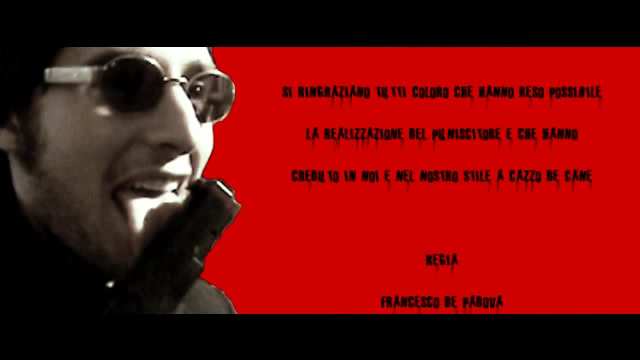 SI RINGRAZIANO TUTTI COLORO CHE HANNO RESO POSSIBILE
LA REALIZZAZIONE DEL PUNISCITORE E CHE HANNO
CREDUTO IN NOI E NEL NOSTRO STILE A CAZZO DE CANE
REGIA
FRANCESCO DE PADOVA